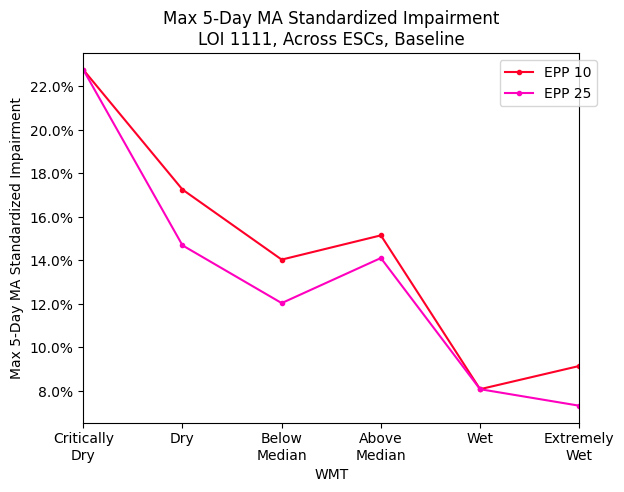 Max 5-Day MA Standardized Impairment
LOI 1111, Across ESCs, Baseline
EPP 10
EPP 25
Max 5-Day MA Standardized Impairment
22.0%
20.0%
18.0%
16.0%
14.0%
12.0%
10.0%
8.0%
Critically
Dry
Dry
Below
Median
Above
Median
Wet
Extremely
Wet
WMT